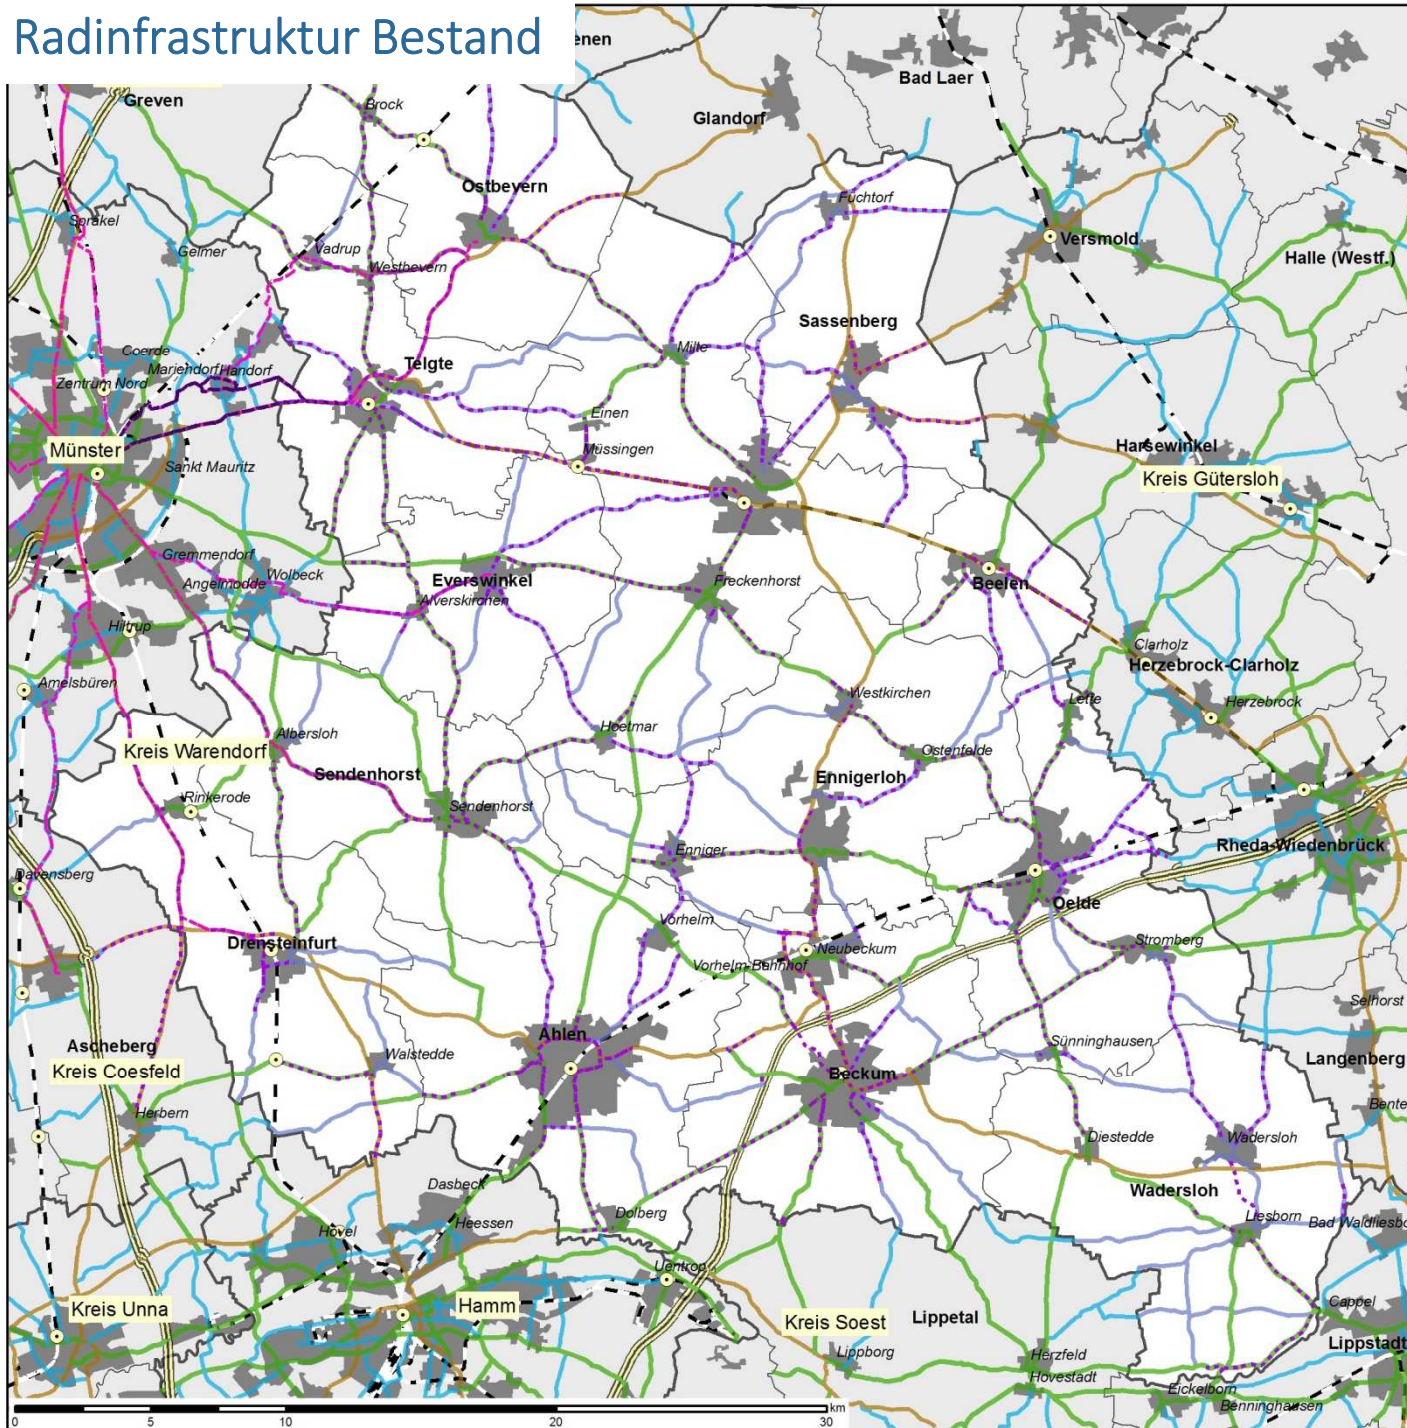 Radinfrastruktur Bestand
enen
Bad Laer
Greven
Brock
Glandorf
Ostbevern
Füchtorf
Sprakel
Gelmer
Vadrup
Westbevern
Versmold
Halle (Westf.)
Sassenberg
Coerde
Mariendorf
Handorf
Zentrum Nord
Telgte
Milte
Einen
Müssingen
Münster
Sankt Mauritz
Harsewinkel
Kreis Gütersloh
Gremmendorf
Angelmodde
Wolbeck
Everswinkel
Alverskirchen
Freckenhorst
Beelen
Hiltrup
Clarholz
Herzebrock-Clarholz
Amelsbüren
Westkirchen
Lette
Herzebrock
Albersloh
Hoetmar
Kreis Warendorf
Sendenhorst
Ostenfelde
Ennigerloh
Rinkerode
Sendenhorst
Enniger
Rheda-Wiedenbrück
Davensberg
Oelde
Vorhelm
Drensteinfurt
Neubeckum
Stromberg
Vorhelm-Bahnhof
Selhorst
Ascheberg
Kreis Coesfeld
Walstedde
Ahlen
Beckum
Sünninghausen
Langenberg
Herbern
Bente
Diestedde
Wadersloh
Dasbeck
Wadersloh
Hövel
Heessen
Dolberg
Liesborn
Bad Waldliesbo
Uentrop
Kreis Unna
Hamm
Kreis Soest
Lippetal
Cappel
Lippborg
Herzfeld
Hovestadt
Lippstadt
Eickelborn
Benninghausen
km
0 5 10 20 30